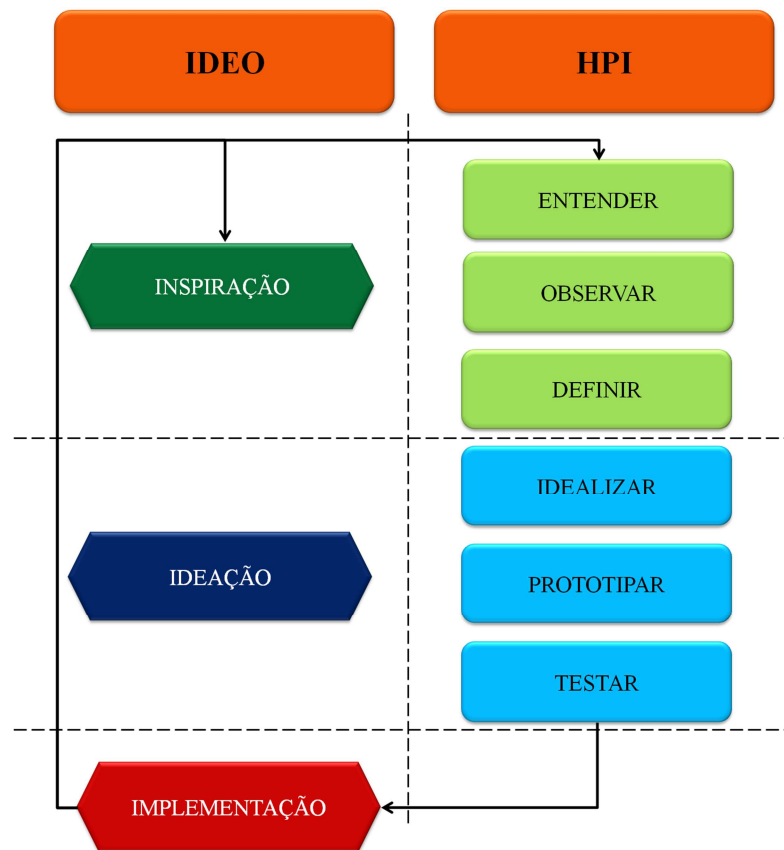 IDEO
HPI
ENTENDER
INSPIRAÇÃO
OBSERVAR
DEFINIR
IDEALIZAR
IDEAÇÃO
PROTOTIPAR
TESTAR
IMPLEMENTAÇÃO